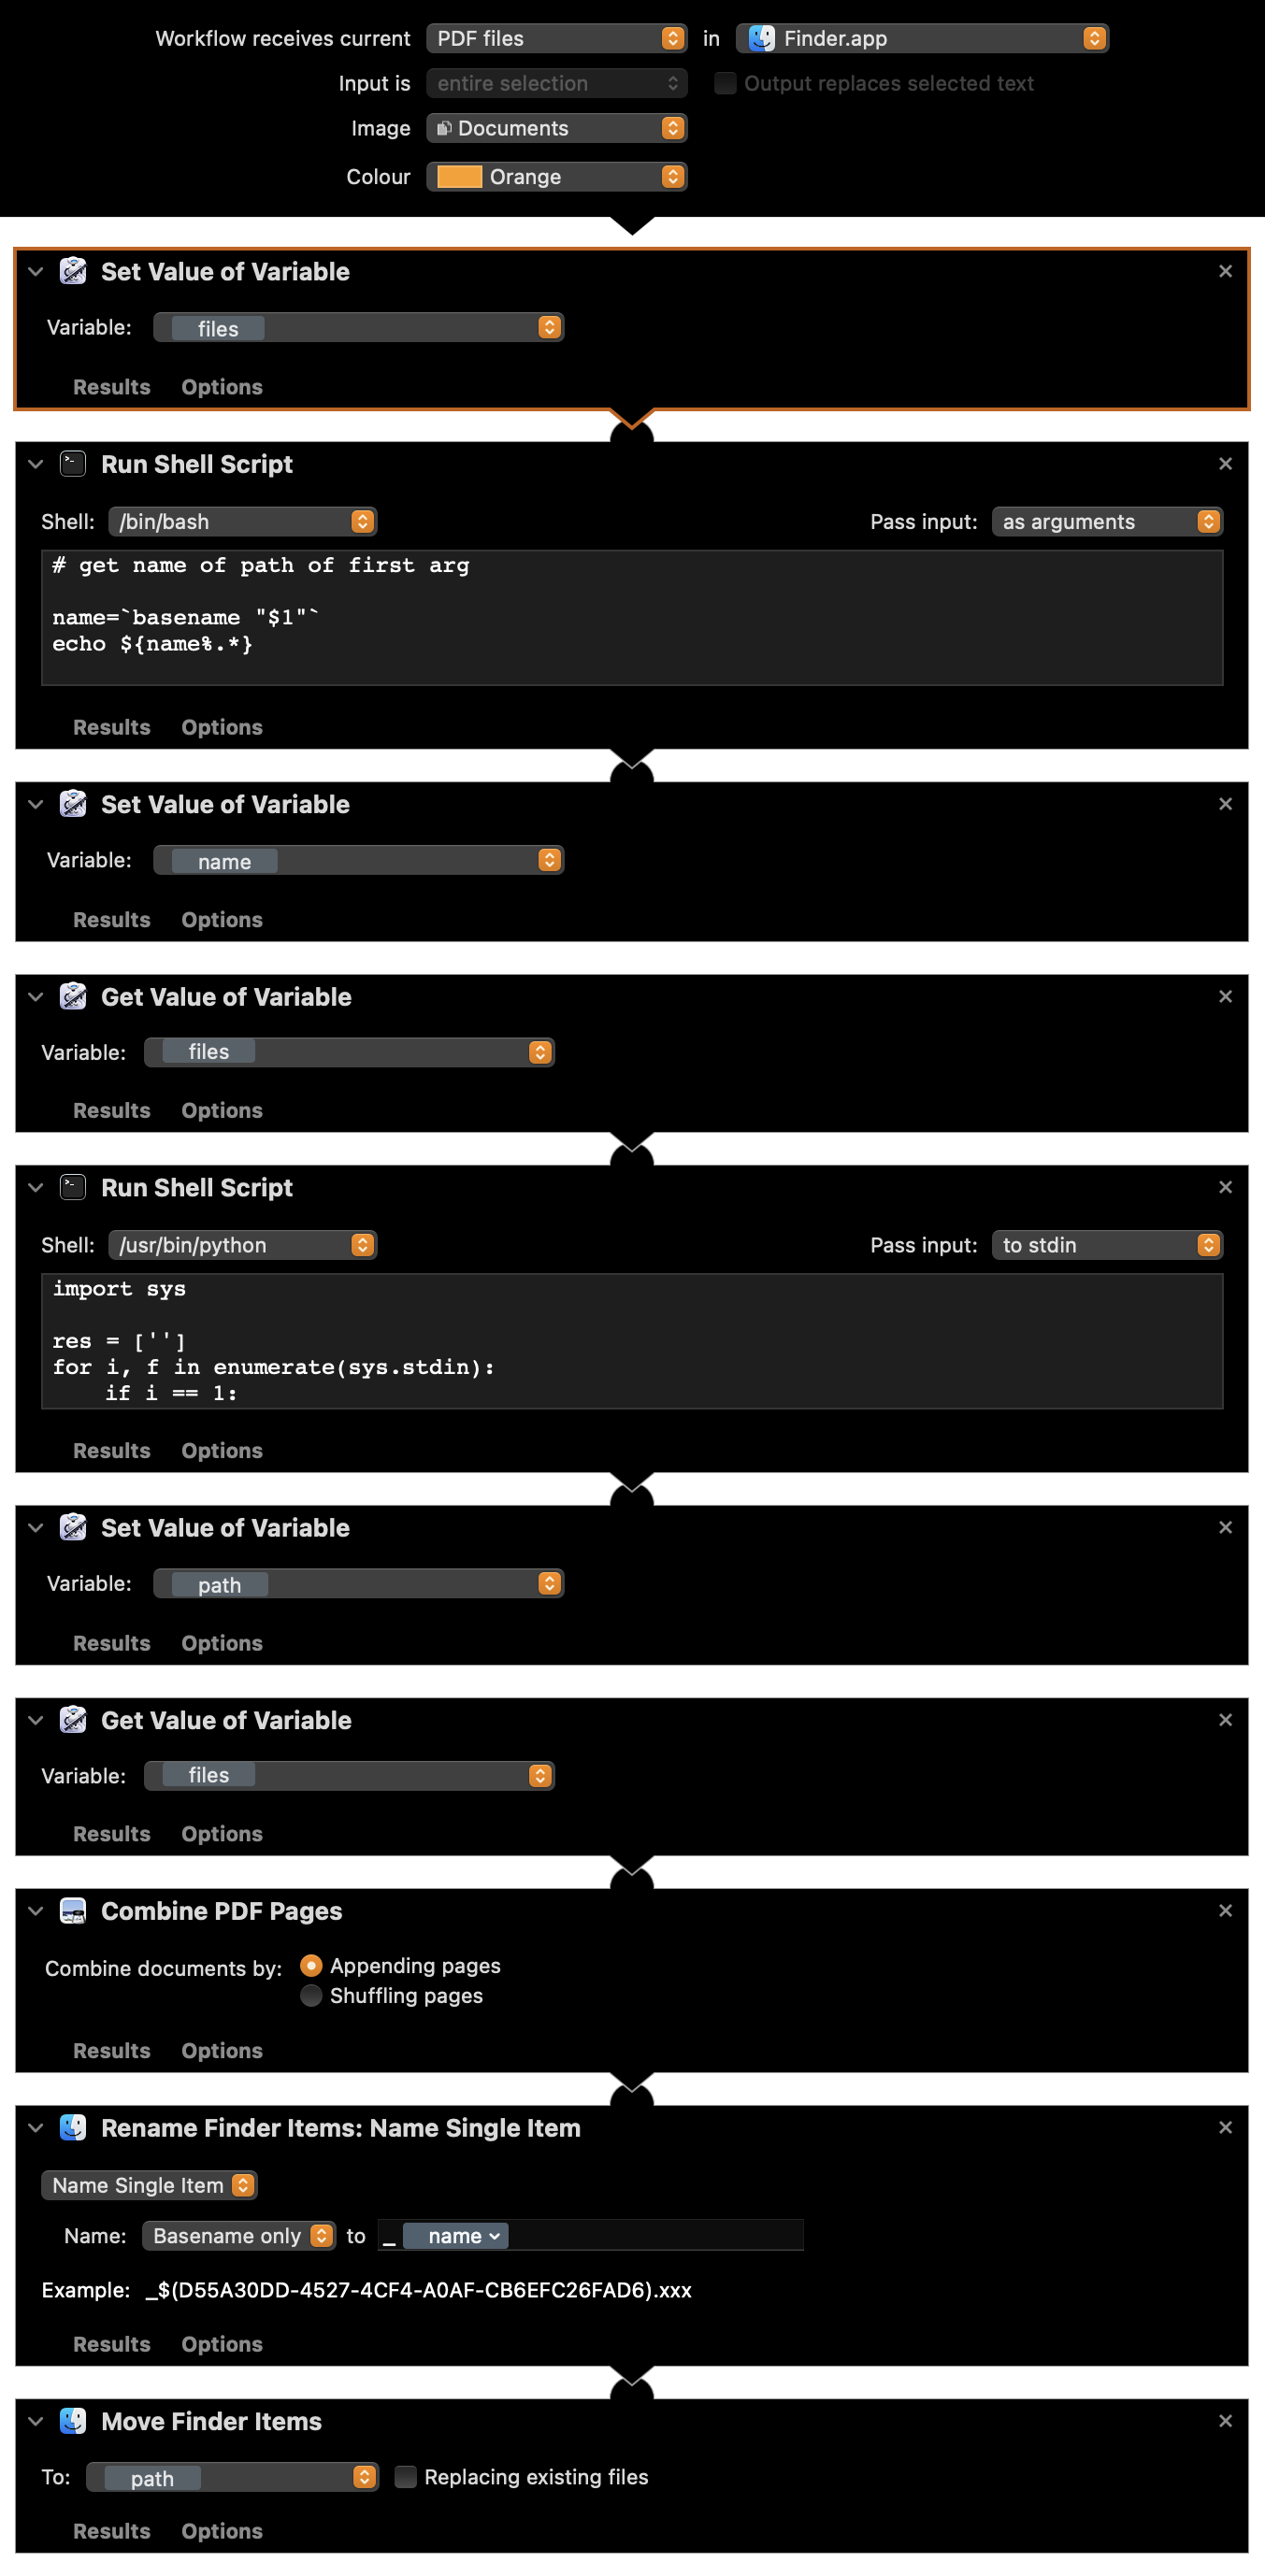 Workflow receives current PDF files in Finder.app
Input is entire selection Output replaces selected text
Image Documents
Colour Orange
Set Value of Variable
Variable: files
Results Options
Run Shell Script
Shell: /bin/bash Pass input: as arguments
# get name of path of first arg
name=`basename "$1"`
echo ${name%.*}
Results Options
Set Value of Variable
Variable: name
Results Options
Get Value of Variable
Variable: files
Results Options
Run Shell Script
Shell: /usr/bin/python Pass input: to stdin
import sys
res = ['']
for i, f in enumerate(sys.stdin):
    if i == 1:
Results Options
Set Value of Variable
Variable: path
Results Options
Get Value of Variable
Variable: files
Results Options
Combine PDF Pages
Combine documents by: Appending pages
Shuffling pages
Results Options
Rename Finder Items: Name Single Item
Name Single Item
Name: Basename only to _ name
Example: _$(D55A30DD-4527-4CF4-A0AF-CB6EFC26FAD6).xxx
Results Options
Move Finder Items
To: path Replacing existing files
Results Options